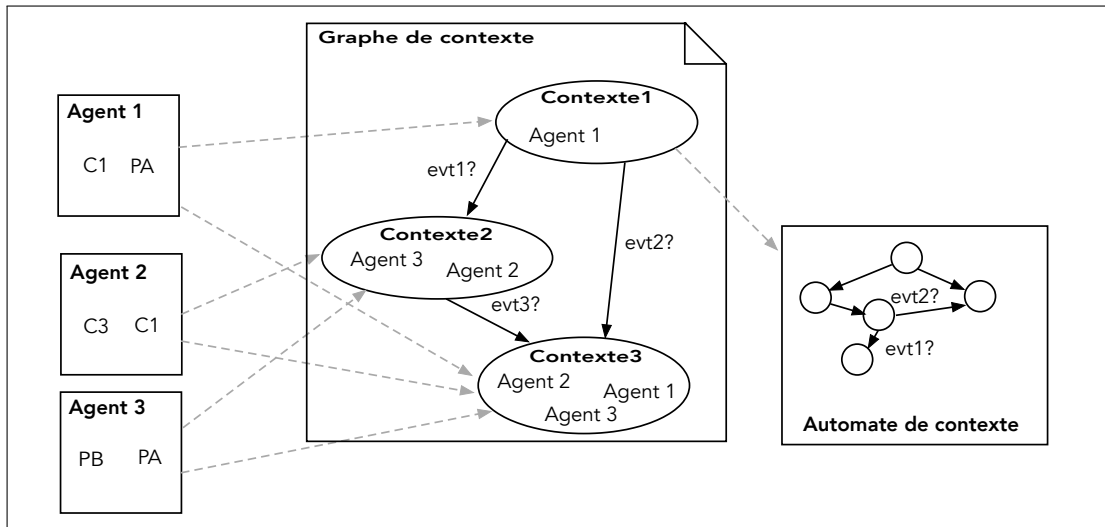 Graphe de contexte
Agent 1
C1 PA
Agent 2
C3 C1
Agent 3
PB PA
Contexte1
Agent 1
evt1?
evt2?
Contexte2
Agent 3
Agent 2
evt3?
Contexte3
Agent 2
Agent 1
Agent 3
evt2?
evt1?
Automate de contexte